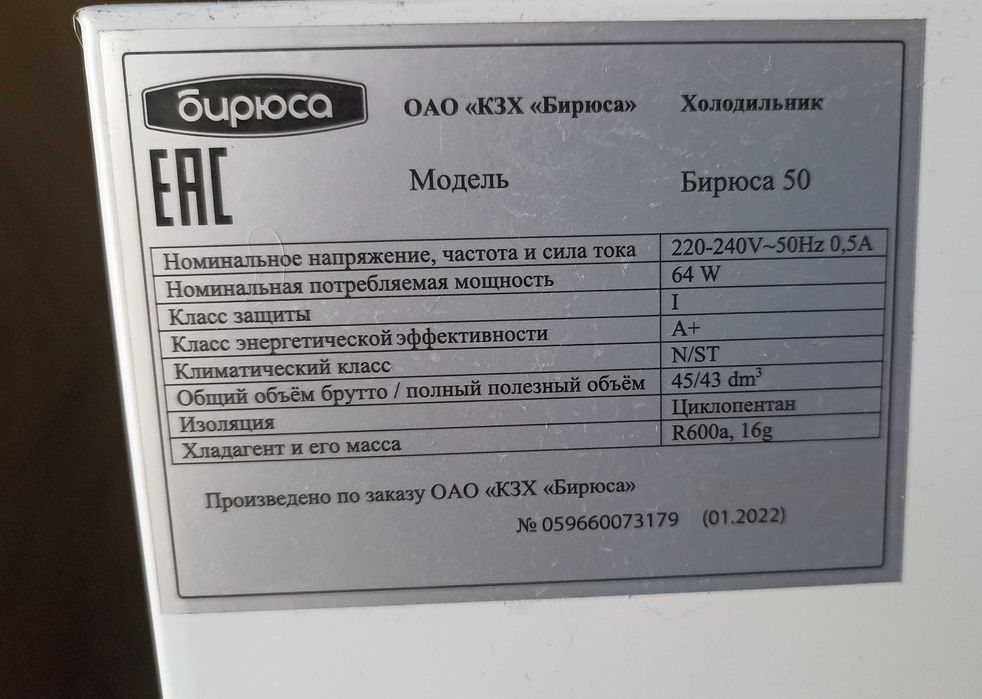 бирюса
ОАО «КЗХ «Бирюса» Холодильник
EAC
Модель Бирюса 50
Номинальное напряжение, частота и сила тока 220-240V~50Hz 0,5A
Номинальная потребляемая мощность 64 W
Класс защиты I
Класс энергетической эффективности A+
Климатический класс N/ST
Общий объём брутто / полный полезный объём 45/43 dm³
Изоляция Циклопентан
Хладагент и его масса R600a, 16g
Произведено по заказу ОАО «КЗХ «Бирюса»
№ 059660073179 (01.2022)